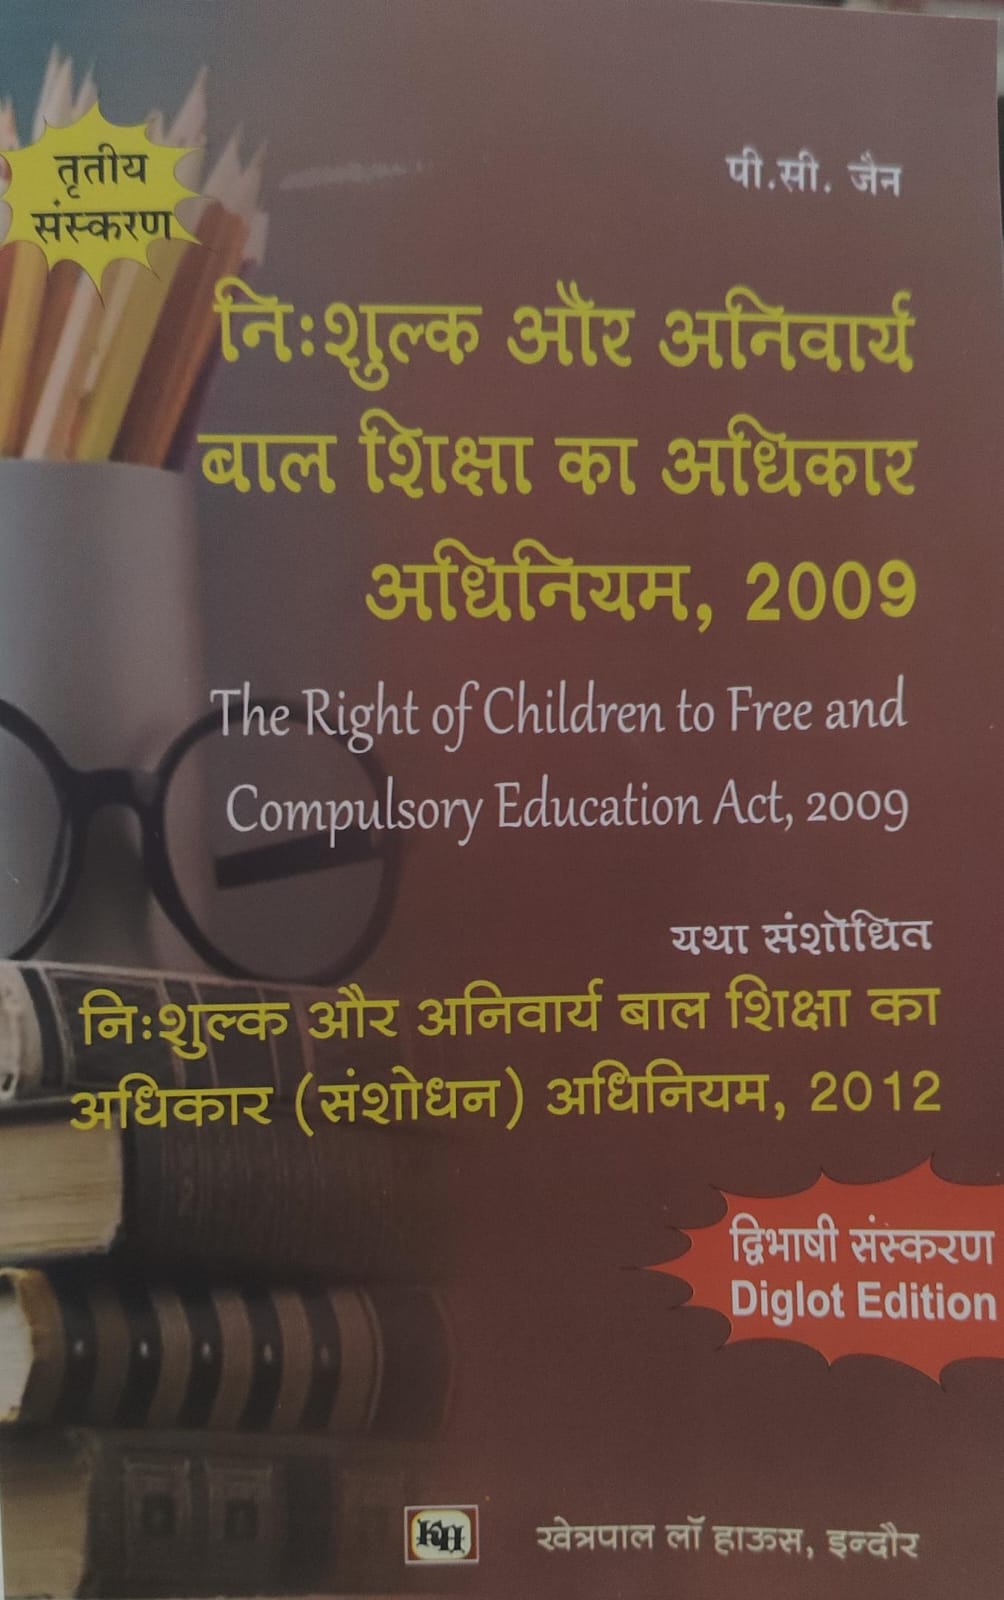 तृतीय
संस्करण
पी.सी. जैन
निःशुल्क और अनिवार्य
बाल शिक्षा का अधिकार
अधिनियम, 2009
The Right of Children to Free and
Compulsory Education Act, 2009
यथा संशोधित
निःशुल्क और अनिवार्य बाल शिक्षा का
अधिकार (संशोधन) अधिनियम, 2012
द्विभाषी संस्करण
Diglot Edition
खेत्रपाल लॉ हाऊस, इन्दौर